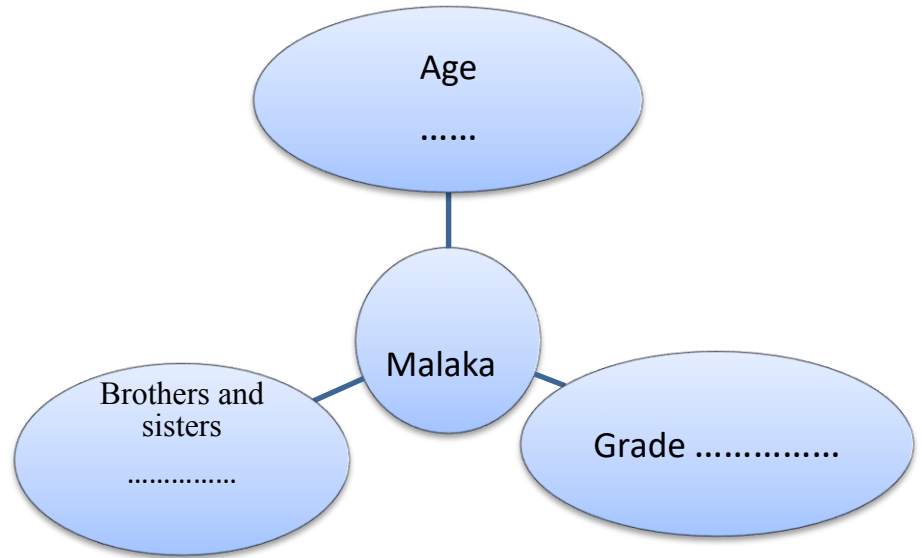 Age
......
Malaka
Brothers and
sisters
...............
Grade ...............